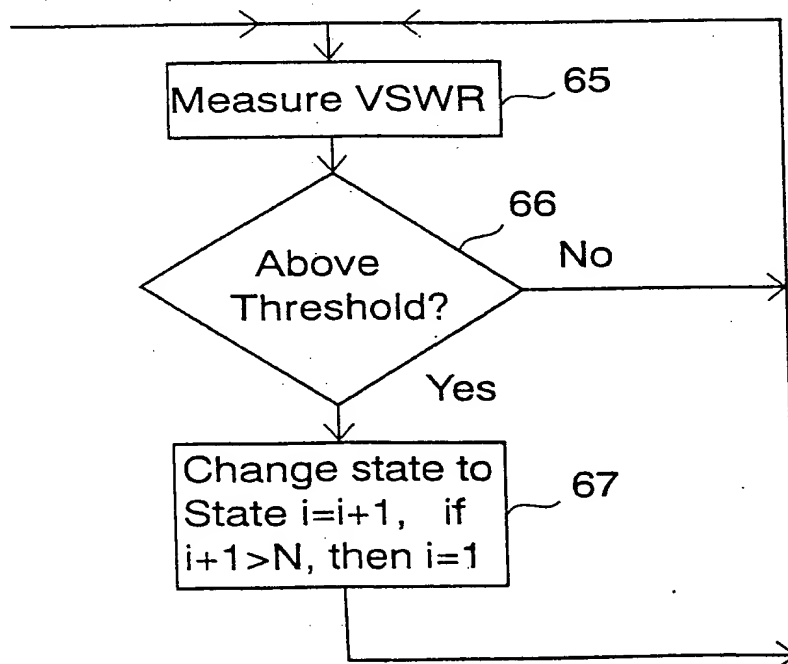 Measure VSWR
65
66
Above
Threshold?
No
Yes
Change state to
State i=i+1, if
i+1>N, then i=1
67